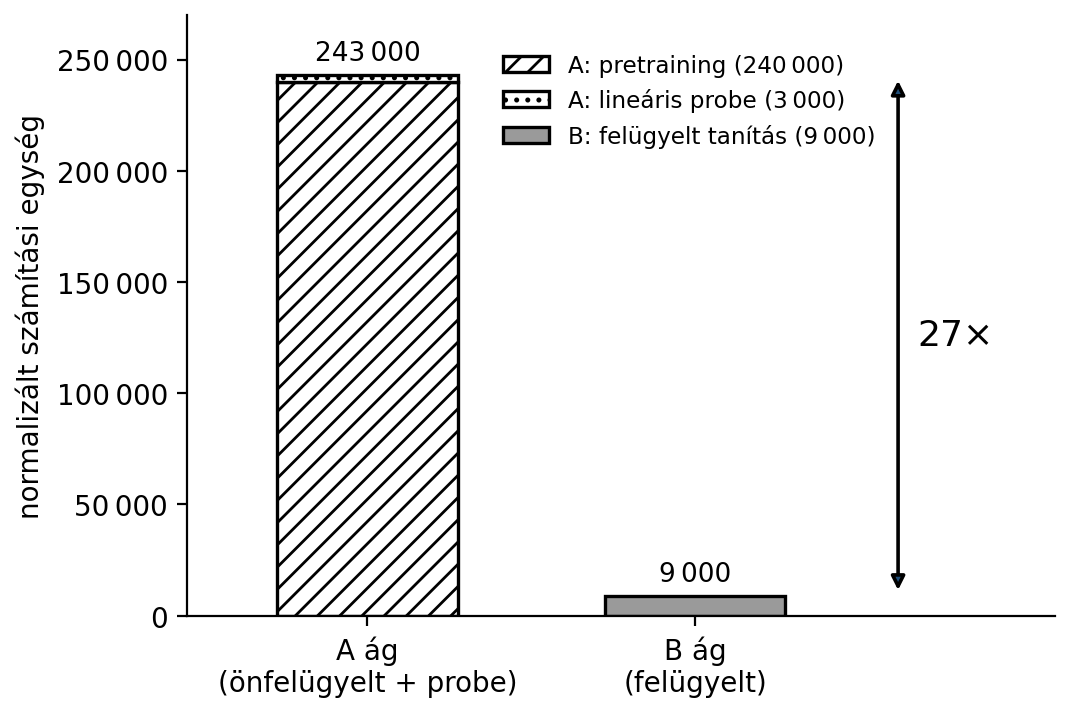 normalizált számítási egység
250 000
200 000
150 000
100 000
50 000
0
243 000
9 000
A: pretraining (240 000)
A: lineáris probe (3 000)
B: felügyelt tanítás (9 000)
27×
A ág
(önfelügyelt + probe)
B ág
(felügyelt)